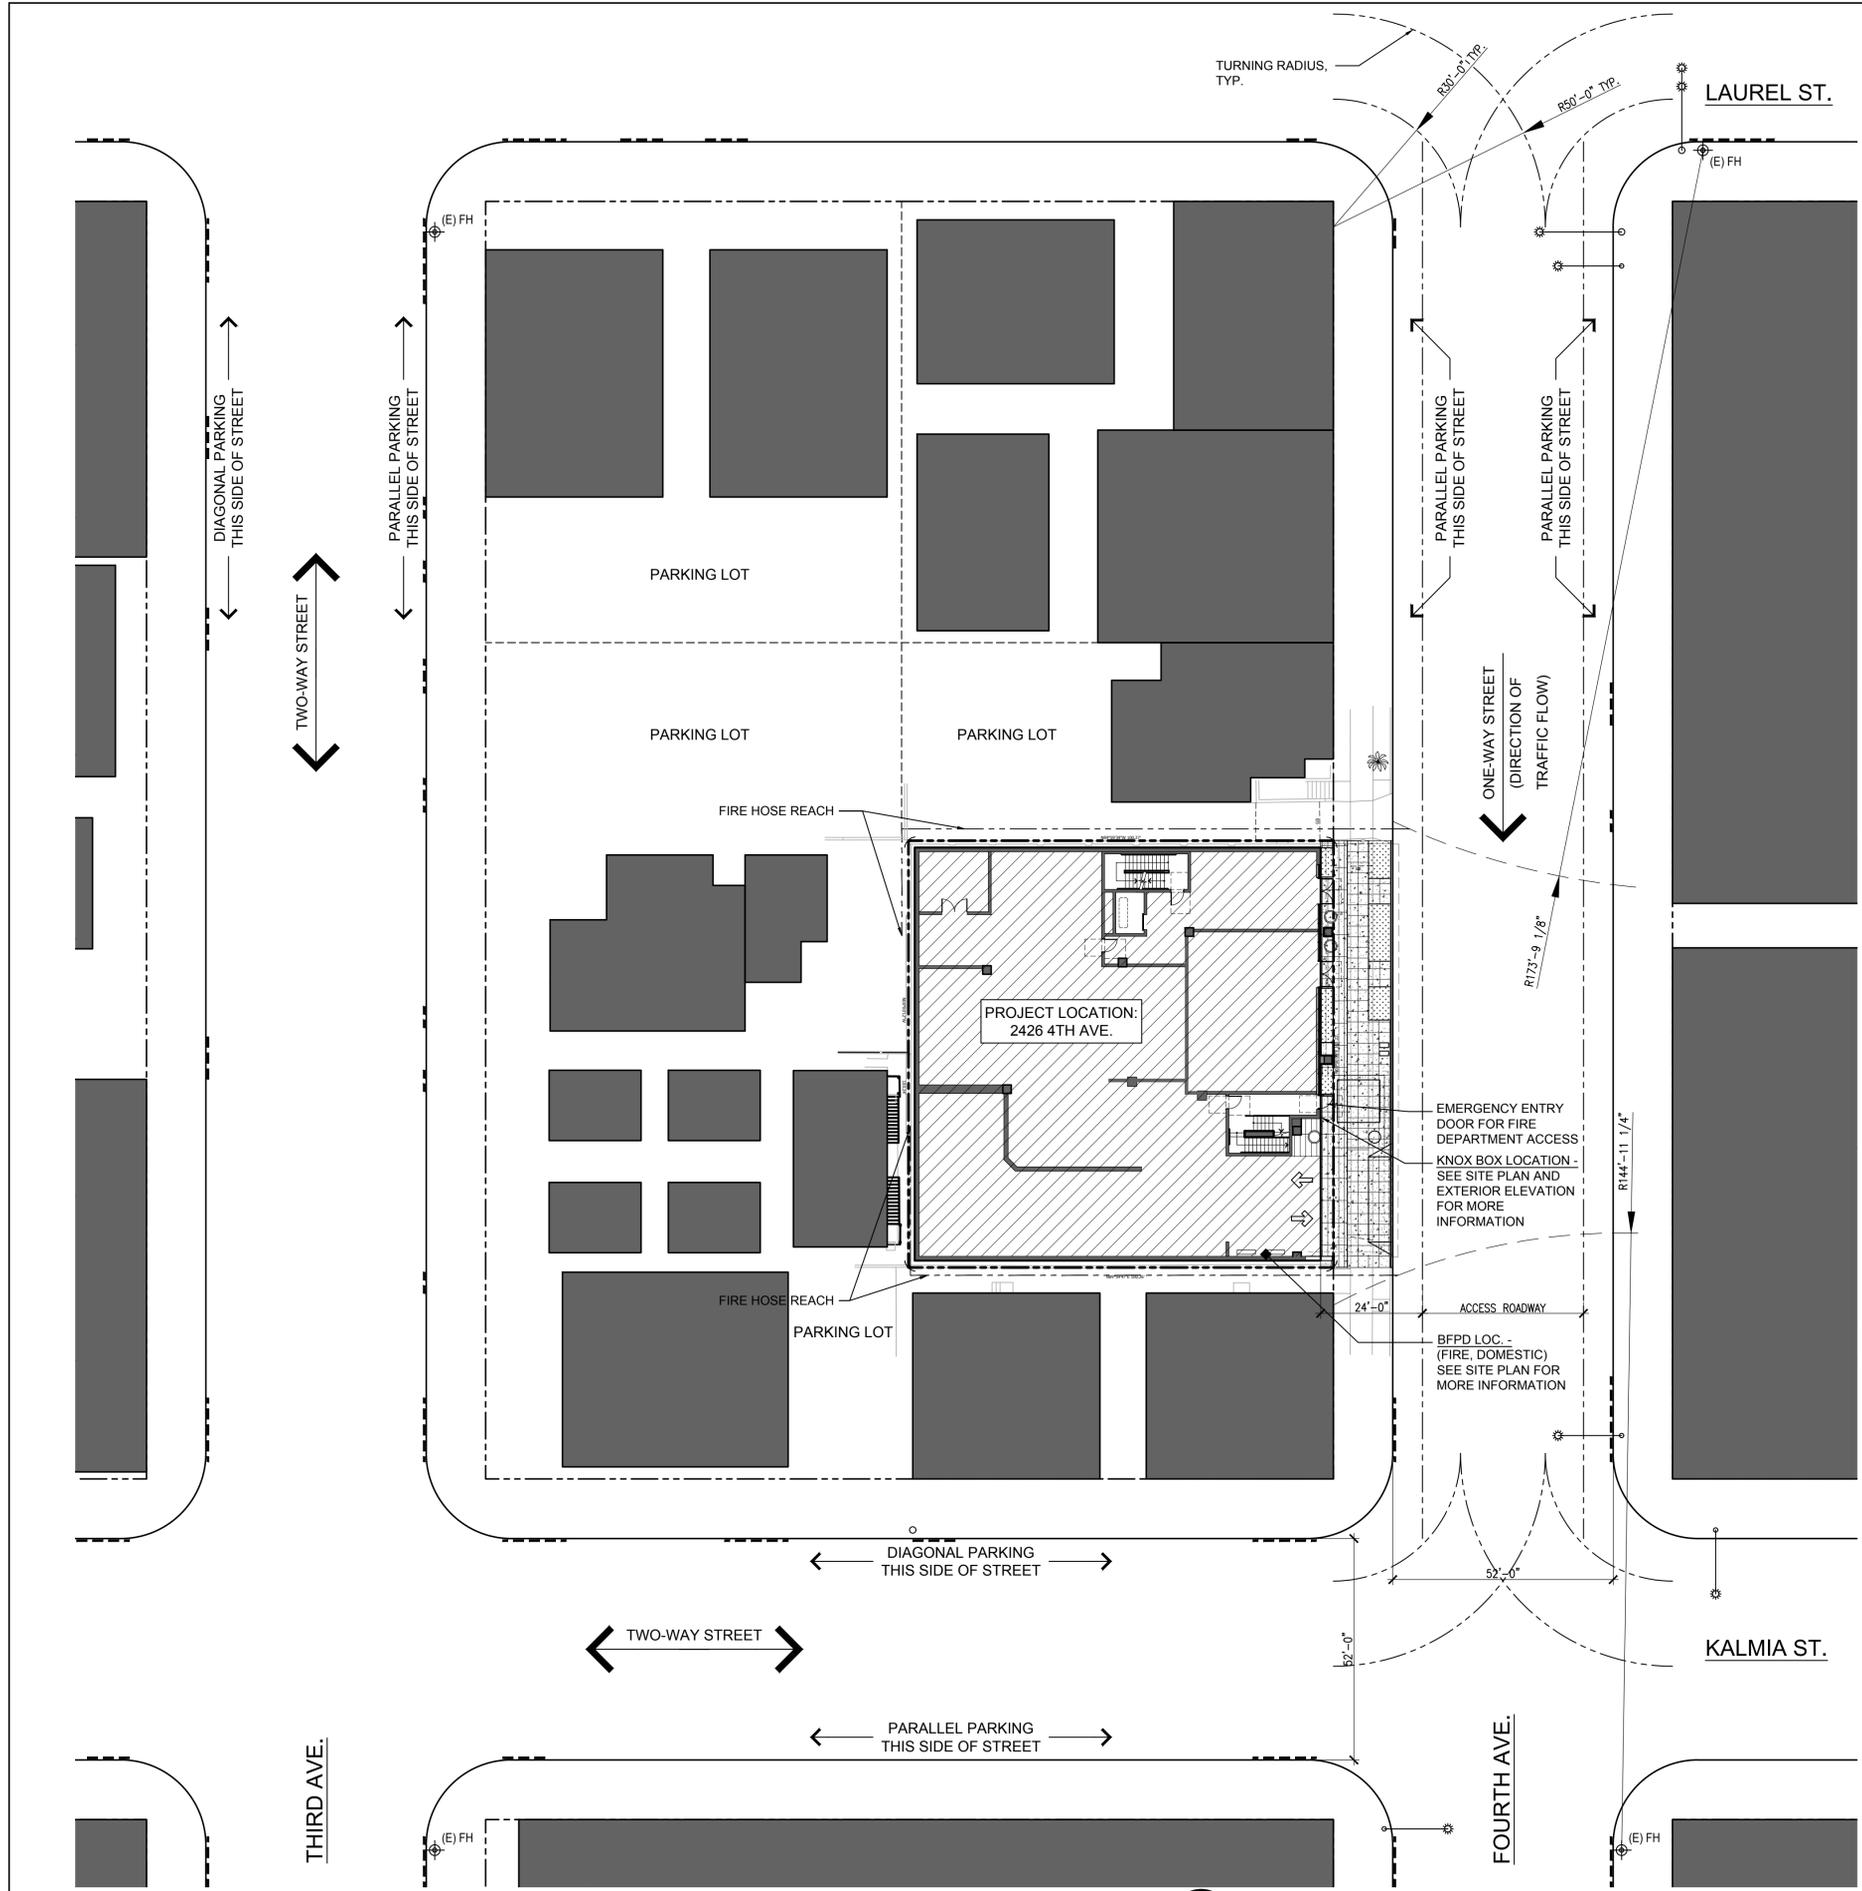 TURNING RADIUS,
TYP.
R30'-0" TYP.
R50'-0" TYP.
LAUREL ST.
(E) FH
(E) FH
DIAGONAL PARKING
THIS SIDE OF STREET
PARALLEL PARKING
THIS SIDE OF STREET
PARALLEL PARKING
THIS SIDE OF STREET
PARALLEL PARKING
THIS SIDE OF STREET
PARKING LOT
TWO-WAY STREET
PARKING LOT
PARKING LOT
ONE-WAY STREET
(DIRECTION OF
TRAFFIC FLOW)
FIRE HOSE REACH
R173'-9 1/8"
PROJECT LOCATION:
2426 4TH AVE.
EMERGENCY ENTRY
DOOR FOR FIRE
DEPARTMENT ACCESS
KNOX BOX LOCATION -
SEE SITE PLAN AND
EXTERIOR ELEVATION
FOR MORE
INFORMATION
R144'-11 1/4"
FIRE HOSE REACH
24'-0"
ACCESS ROADWAY
PARKING LOT
BFPD LOC. -
(FIRE, DOMESTIC)
SEE SITE PLAN FOR
MORE INFORMATION
DIAGONAL PARKING
THIS SIDE OF STREET
52'-0"
TWO-WAY STREET
52'-0"
KALMIA ST.
PARALLEL PARKING
THIS SIDE OF STREET
THIRD AVE.
FOURTH AVE.
(E) FH
(E) FH